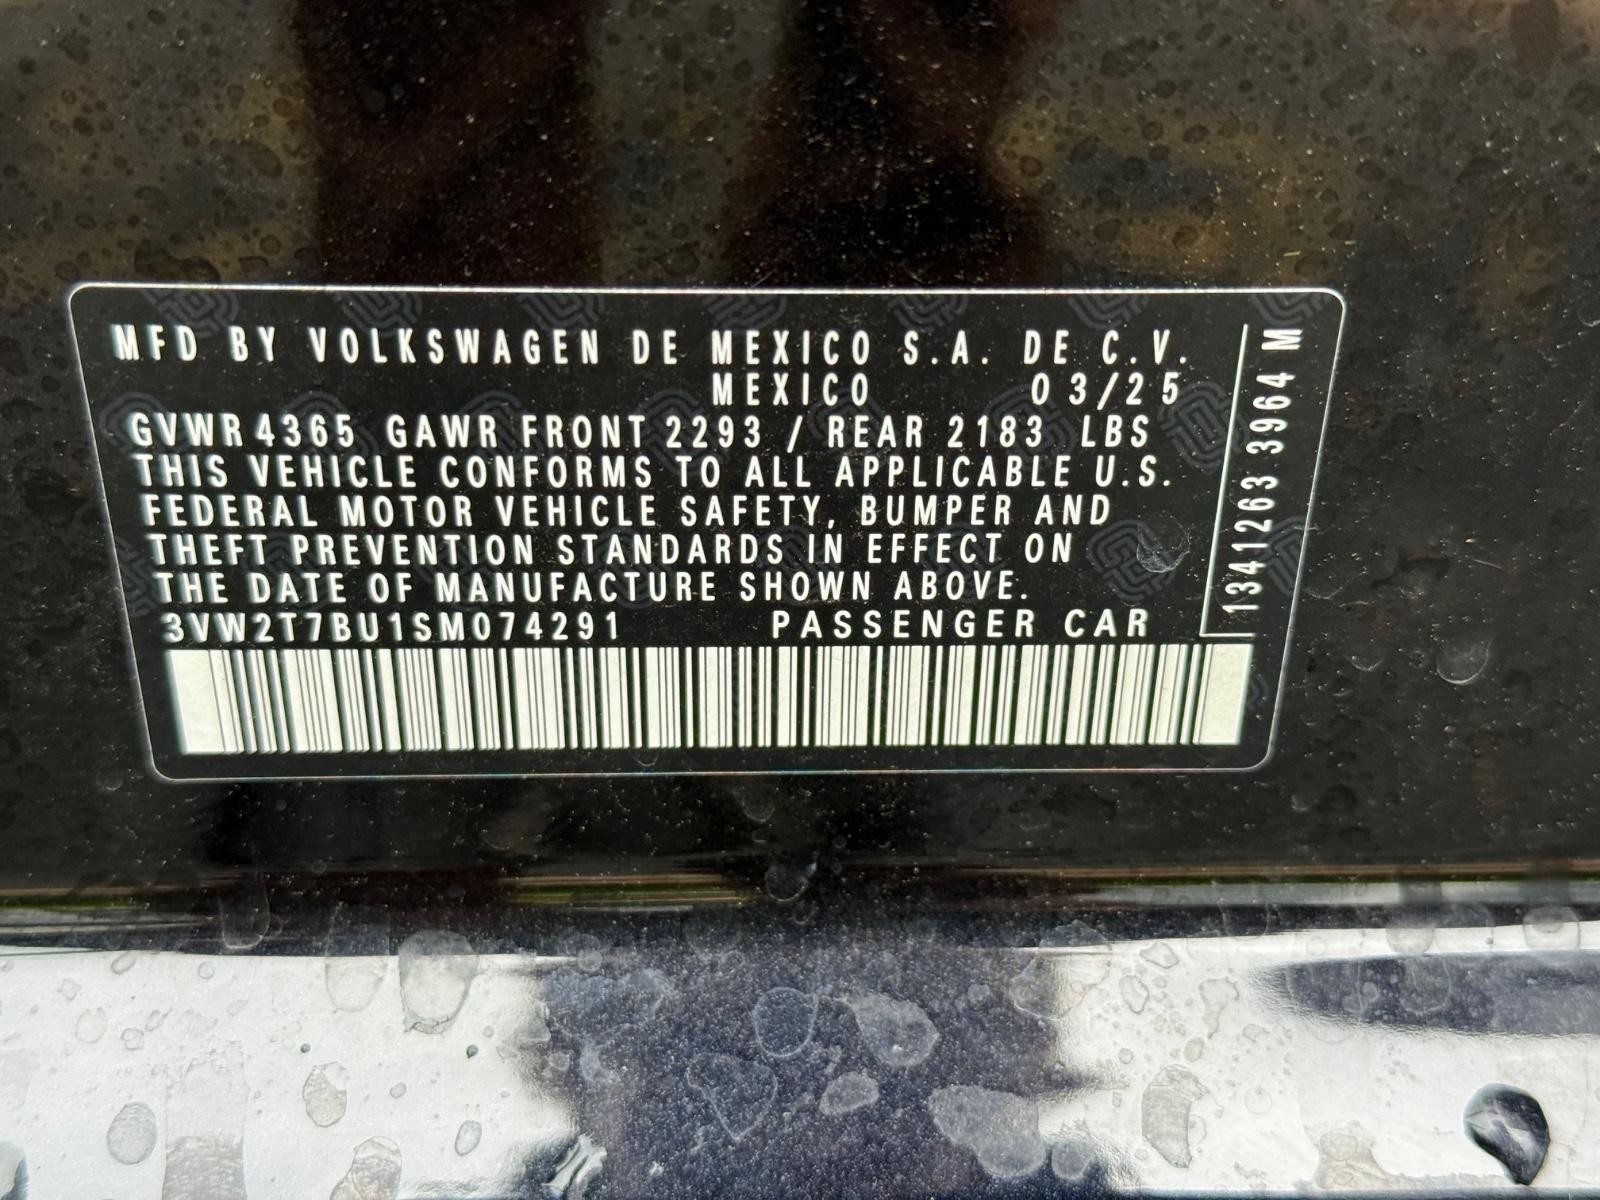 MFD BY VOLKSWAGEN DE MEXICO S.A. DE C.V.
MEXICO 03/25
GVWR 4365 GAWR FRONT 2293 / REAR 2183 LBS
THIS VEHICLE CONFORMS TO ALL APPLICABLE U.S.
FEDERAL MOTOR VEHICLE SAFETY, BUMPER AND
THEFT PREVENTION STANDARDS IN EFFECT ON
THE DATE OF MANUFACTURE SHOWN ABOVE.
3VW2T7BU1SM074291 PASSENGER CAR
1341263 3964 M